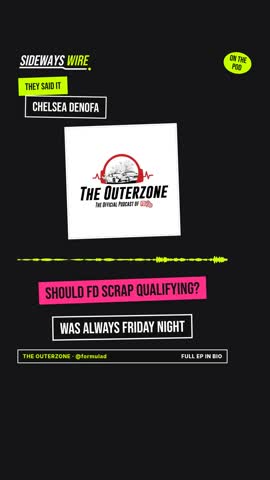 SIDEWAYS WIRE.
ON THE
POD
THEY SAID IT
CHELSEA DENOFA
THE OUTERZONE
THE OFFICIAL PODCAST OF
SHOULD FD SCRAP QUALIFYING?
WAS ALWAYS FRIDAY NIGHT
THE OUTERZONE · @formulad
FULL EP IN BIO